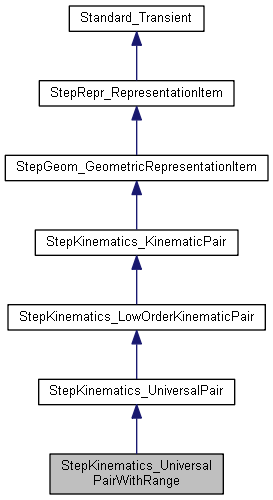 Standard_Transient
StepRepr_RepresentationItem
StepGeom_GeometricRepresentationItem
StepKinematics_KinematicPair
StepKinematics_LowOrderKinematicPair
StepKinematics_UniversalPair
StepKinematics_Universal
PairWithRange